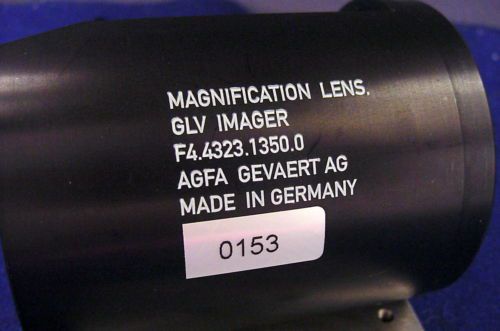 MAGNIFICATION LENS.
GLV IMAGER
F4.4323.1350.0
AGFA GEVAERT AG
MADE IN GERMANY
0153